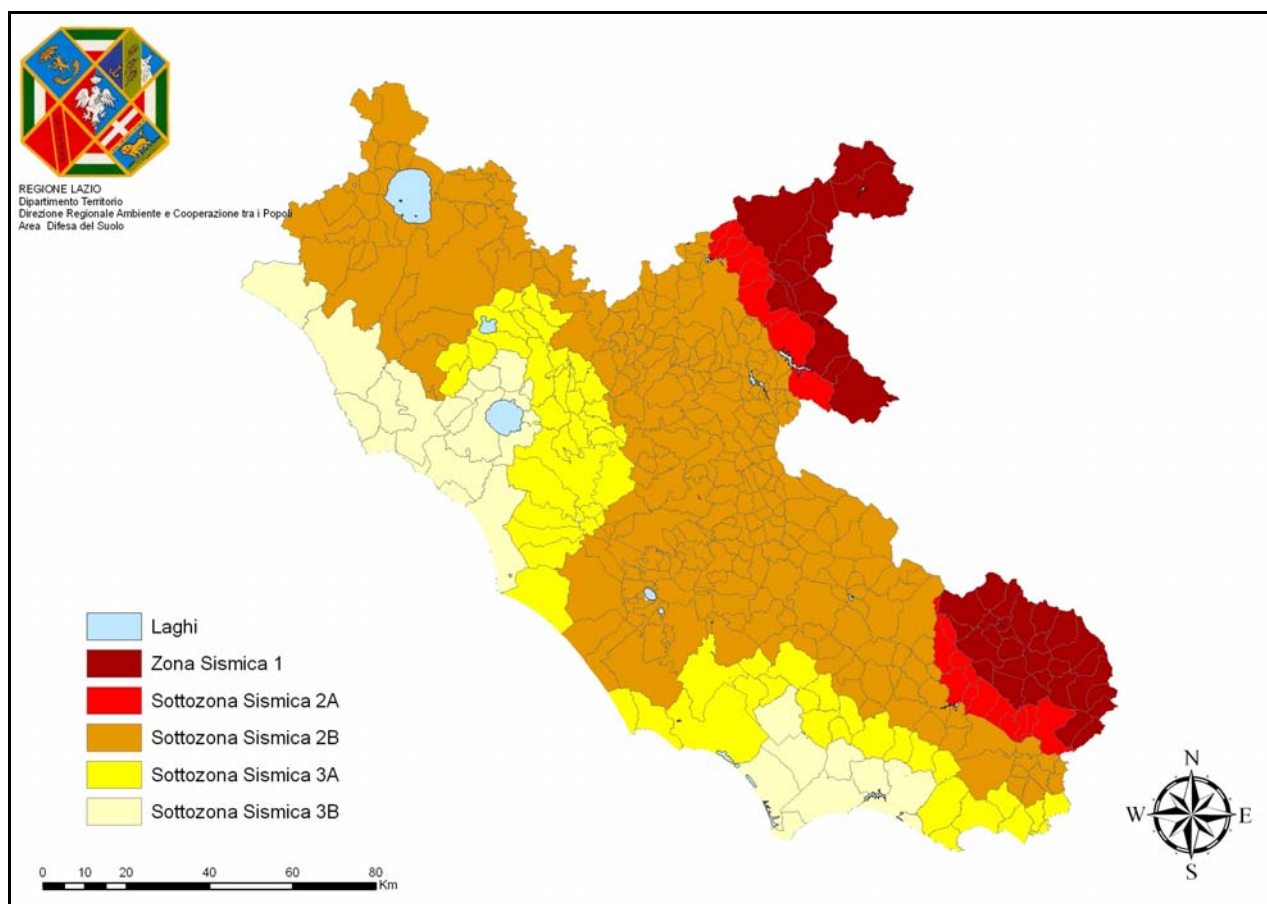 REGIONE LAZIO
Dipartimento Territorio
Direzione Regionale Ambiente e Cooperazione tra i Popoli
Area Difesa del Suolo
Laghi
Zona Sismica 1
Sottozona Sismica 2A
Sottozona Sismica 2B
Sottozona Sismica 3A
Sottozona Sismica 3B
N
W E
S
0 10 20 40 60 80
Km